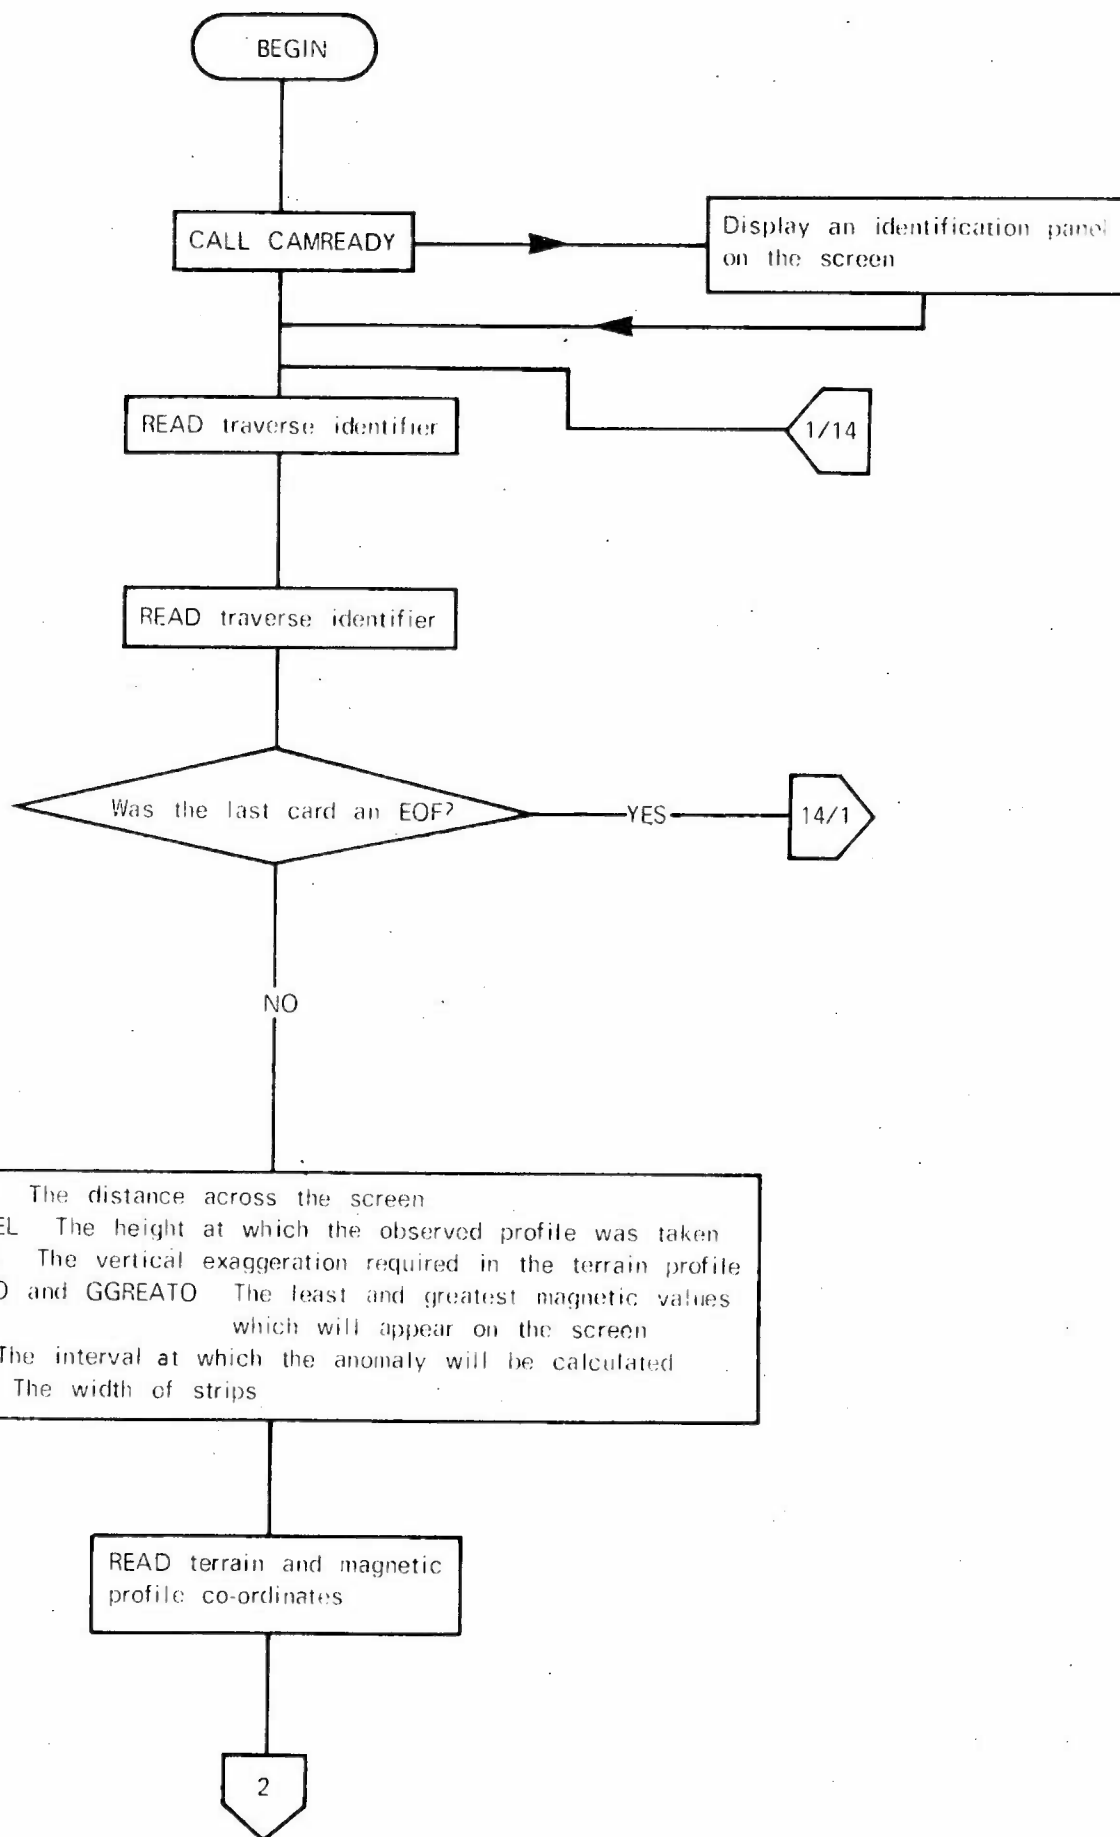 BEGIN
CALL CAMREADY
Display an identification panel
on the screen
READ traverse identifier
1/14
READ traverse identifier
Was the last card an EOF?
YES
14/1
NO
The distance across the screen
EL The height at which the observed profile was taken
The vertical exaggeration required in the terrain profile
O and GGREATO The least and greatest magnetic values
which will appear on the screen
The interval at which the anomaly will be calculated
The width of strips
READ terrain and magnetic
profile co-ordinates
2